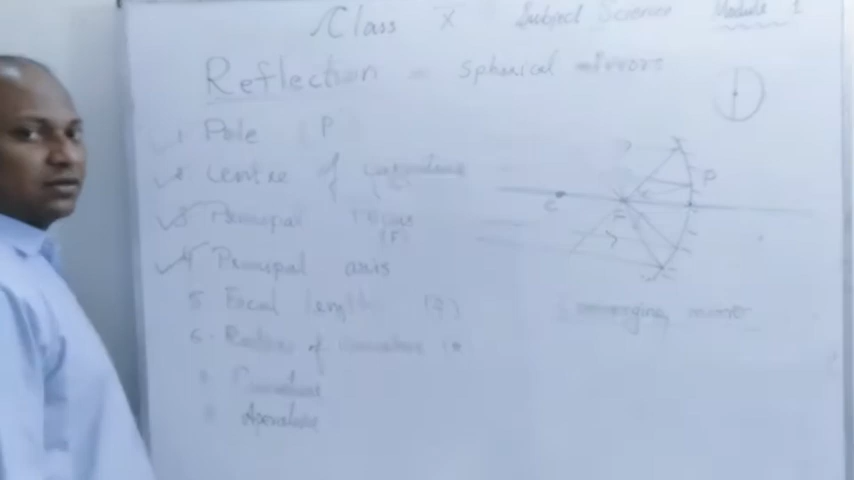 Class X Subject Science Module 1
Reflection - Spherical mirrors
1 Pole P
2 Centre of curvature
3 Principal Focus
(F)
4 Principal axis
5 Focal length (f)
6. Radius of curvature
Aperature
C F P
Converging mirror